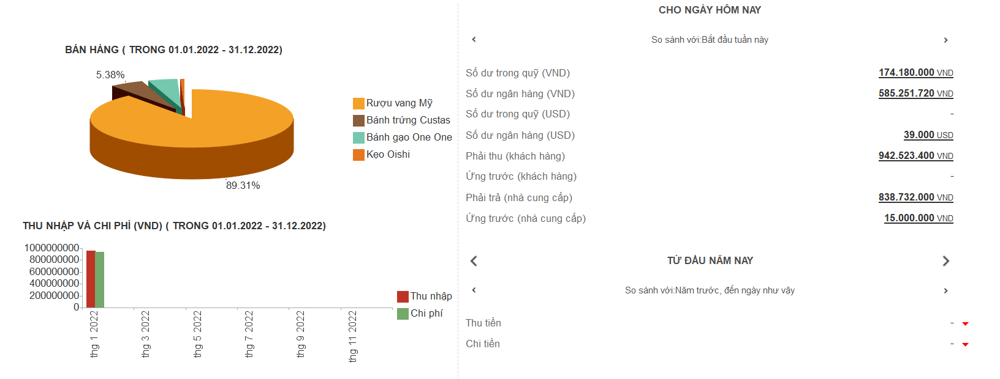 BÁN HÀNG ( TRONG 01.01.2022 - 31.12.2022)
5.38%
89.31%
Rượu vang Mỹ
Bánh trứng Custas
Bánh gạo One One
Kẹo Oishi
THU NHẬP VÀ CHI PHÍ (VND) ( TRONG 01.01.2022 - 31.12.2022)
1000000000
800000000
600000000
400000000
200000000
0
thg 1 2022
thg 3 2022
thg 5 2022
thg 7 2022
thg 9 2022
thg 11 2022
Thu nhập
Chi phí
CHO NGÀY HÔM NAY
So sánh với:Bắt đầu tuần này
Số dư trong quỹ (VND) 174.180.000 VND
Số dư ngân hàng (VND) 585.251.720 VND
Số dư trong quỹ (USD) -
Số dư ngân hàng (USD) 39.000 USD
Phải thu (khách hàng) 942.523.400 VND
Ứng trước (khách hàng) -
Phải trả (nhà cung cấp) 838.732.000 VND
Ứng trước (nhà cung cấp) 15.000.000 VND
TỪ ĐẦU NĂM NAY
So sánh với:Năm trước, đến ngày như vậy
Thu tiền -
Chi tiền -